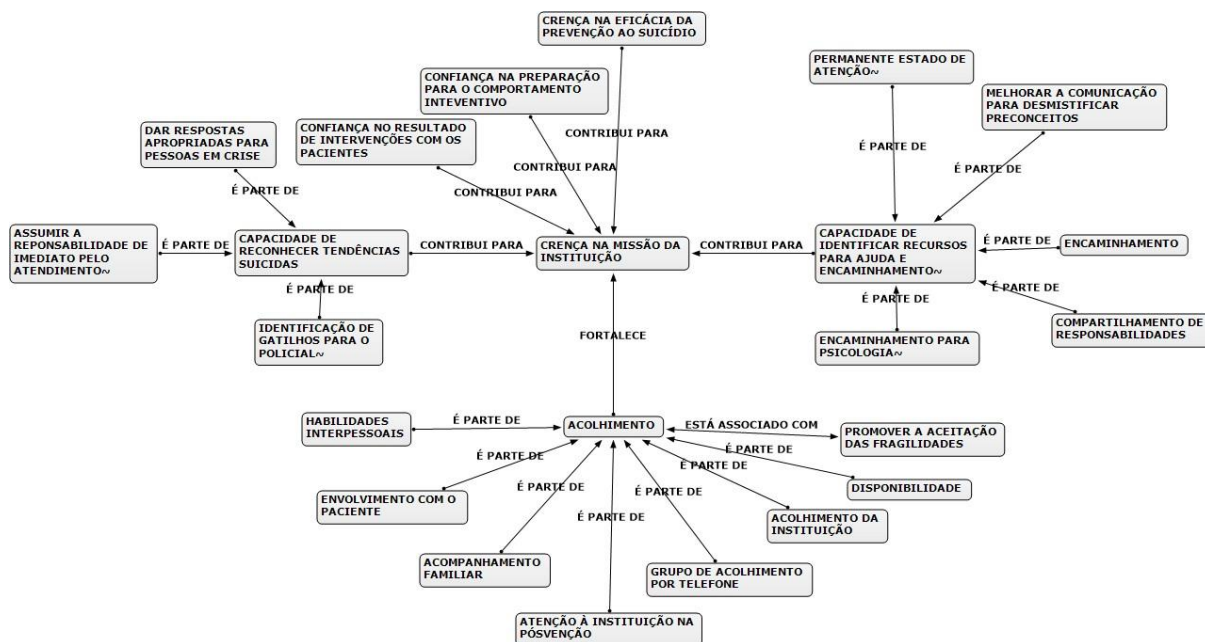 CRENÇA NA EFICÁCIA DA
PREVENÇÃO AO SUICÍDIO
CONFIANÇA NA PREPARAÇÃO
PARA O COMPORTAMENTO
INTEVENTIVO
CONFIANÇA NO RESULTADO
DE INTERVENÇÕES COM OS
PACIENTES
DAR RESPOSTAS
APROPRIADAS PARA
PESSOAS EM CRISE
PERMANENTE ESTADO DE
ATENÇÃO~
MELHORAR A COMUNICAÇÃO
PARA DESMISTIFICAR
PRECONCEITOS
CONTRIBUI PARA
CONTRIBUI PARA
CONTRIBUI PARA
É PARTE DE
É PARTE DE
É PARTE DE
ASSUMIR A
REPONSABILIDADE DE
IMEDIATO PELO
ATENDIMENTO~
É PARTE DE
CAPACIDADE DE
RECONHECER TENDÊNCIAS
SUICIDAS
CONTRIBUI PARA
CRENÇA NA MISSÃO DA
INSTITUIÇÃO
CONTRIBUI PARA
CAPACIDADE DE
IDENTIFICAR RECURSOS
PARA AJUDA E
ENCAMINHAMENTO~
É PARTE DE
ENCAMINHAMENTO
É PARTE DE
É PARTE DE
É PARTE DE
IDENTIFICAÇÃO DE
GATILHOS PARA O
POLICIAL~
FORTALECE
ENCAMINHAMENTO PARA
PSICOLOGIA~
COMPARTILHAMENTO DE
RESPONSABILIDADES
HABILIDADES
INTERPESSOAIS
É PARTE DE
ACOLHIMENTO
ESTÁ ASSOCIADO COM
PROMOVER A ACEITAÇÃO
DAS FRAGILIDADES
É PARTE DE
É PARTE DE
É PARTE DE
É PARTE DE
É PARTE DE
É PARTE DE
ENVOLVIMENTO COM O
PACIENTE
DISPONIBILIDADE
ACOLHIMENTO DA
INSTITUIÇÃO
ACOMPANHAMENTO
FAMILIAR
GRUPO DE ACOLHIMENTO
POR TELEFONE
ATENÇÃO À INSTITUIÇÃO NA
PÓSVENÇÃO